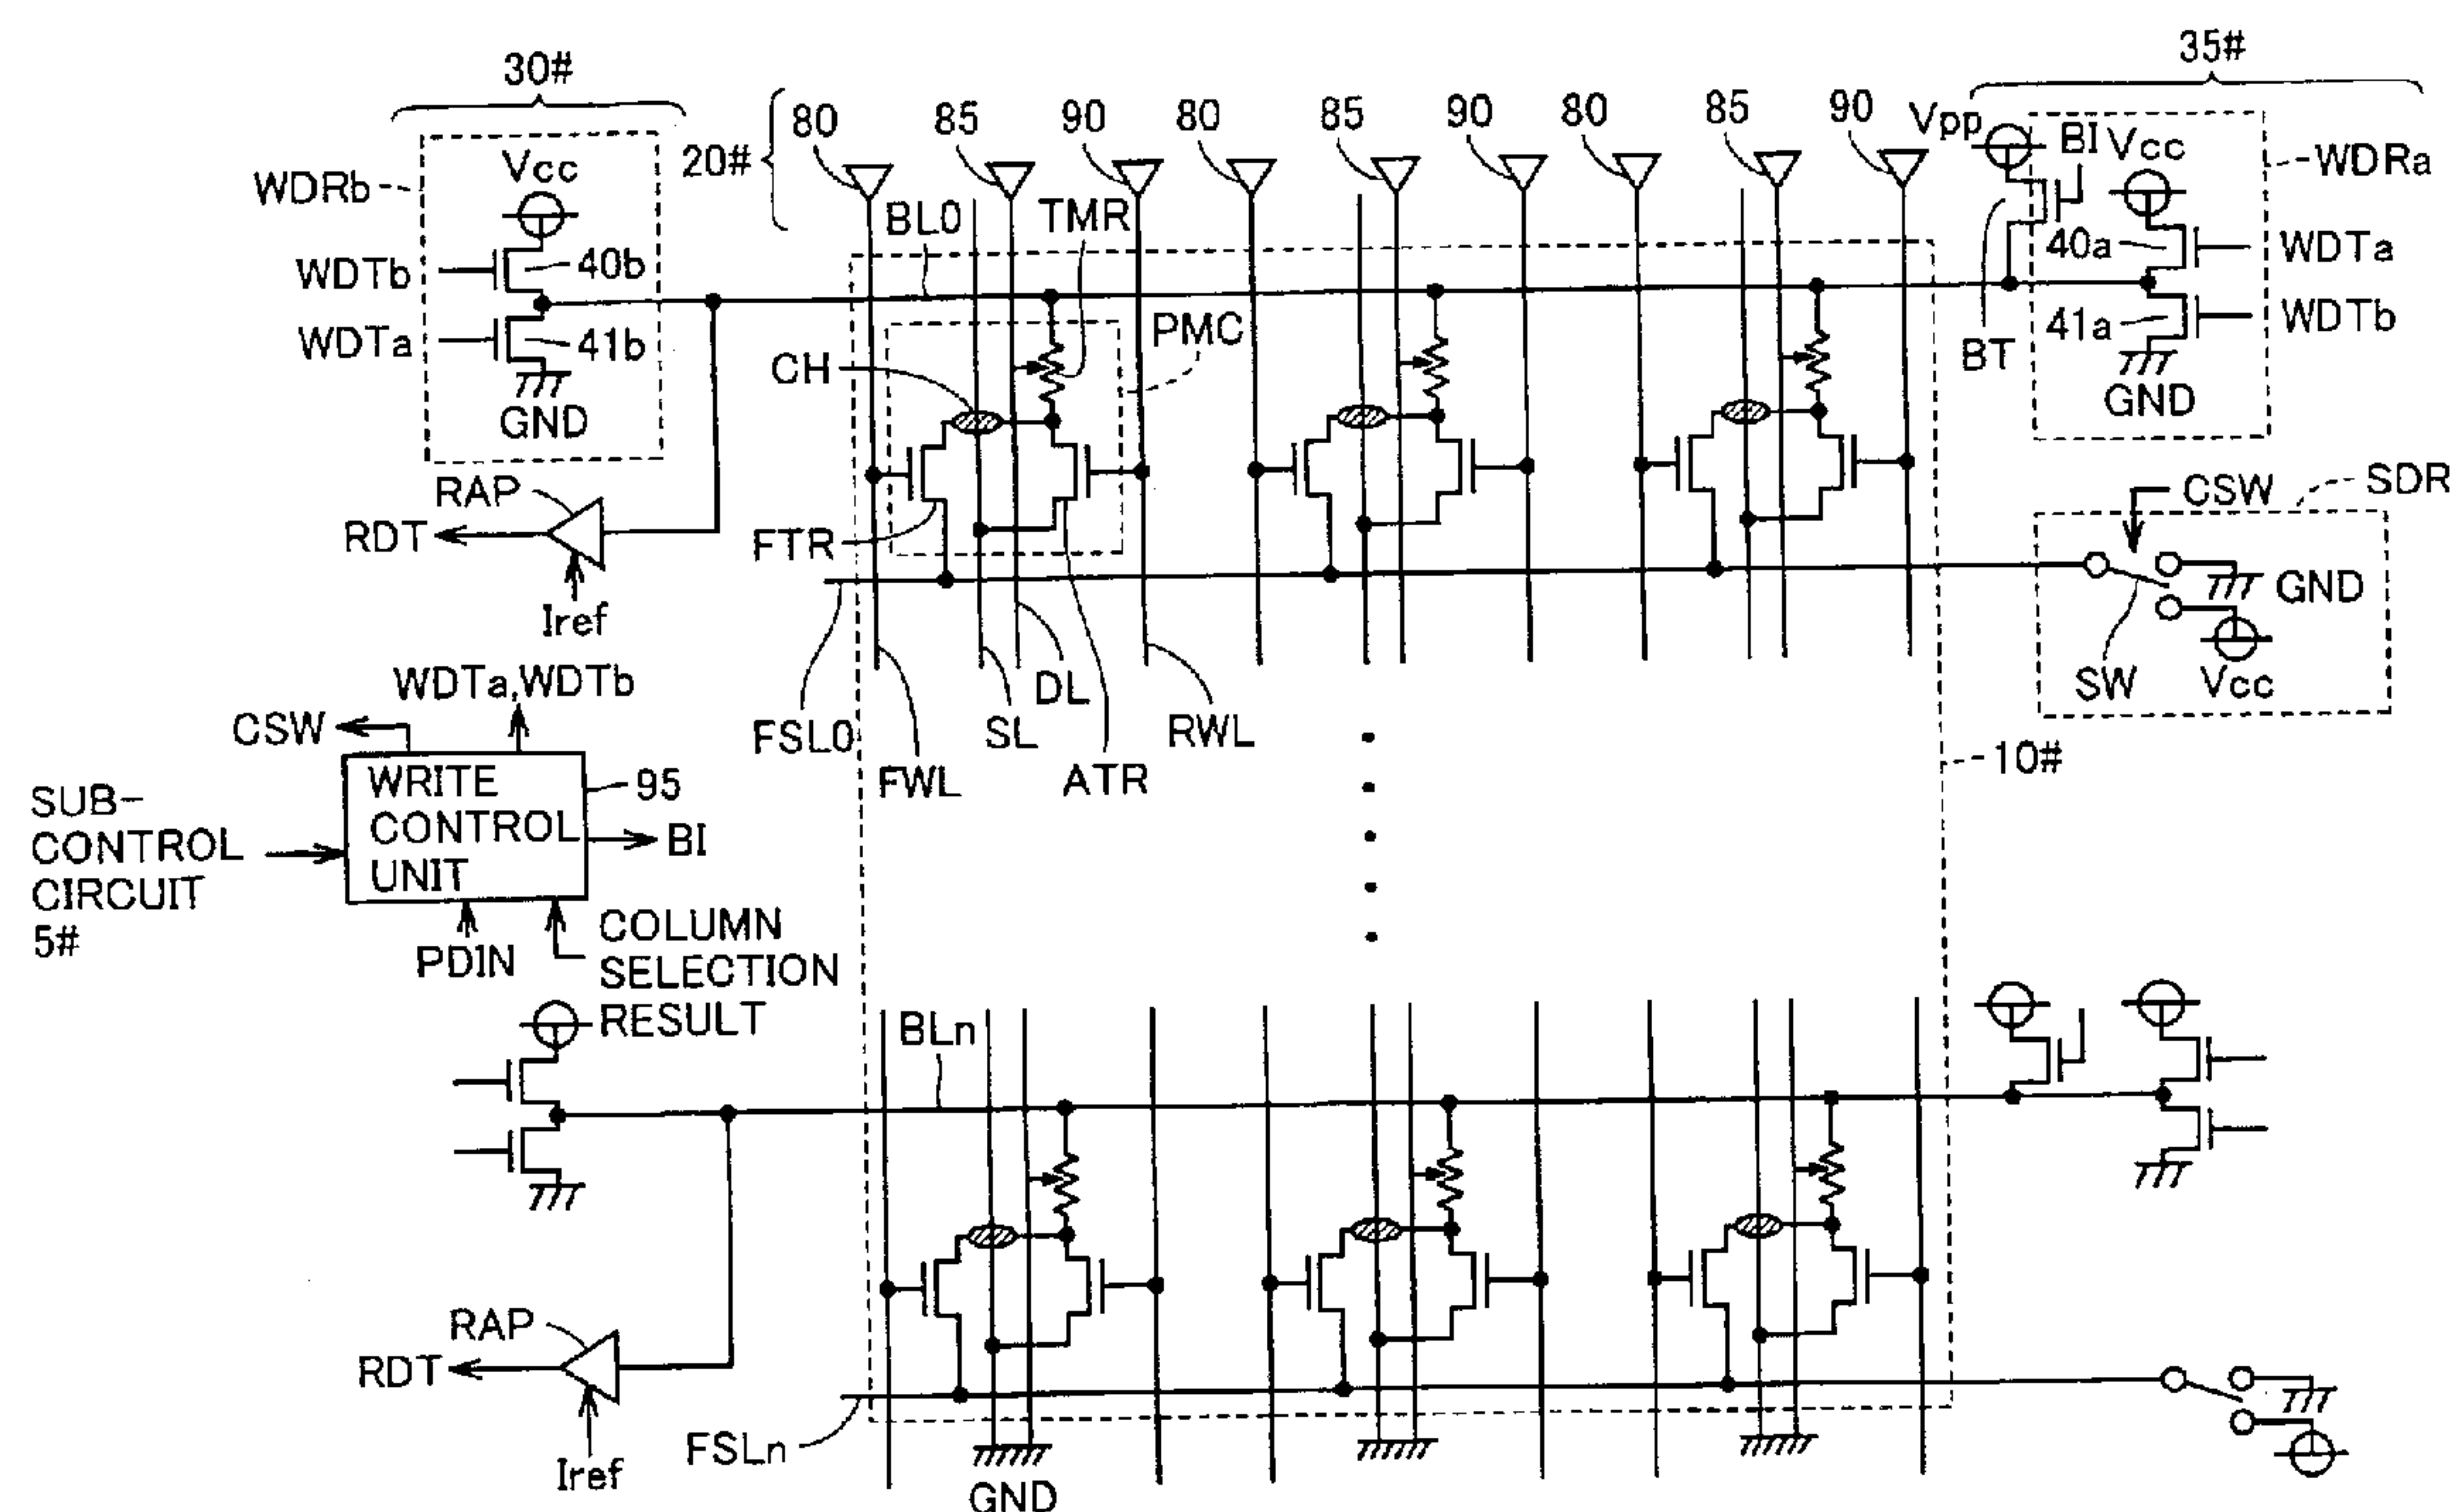 30#
35#
20#
80
85
90
80
85
90
80
85
90
Vpp
BI
Vcc
WDRa
WDRb
Vcc
BL0
TMR
WDTb
40b
40a
WDTa
BT
WDTa
41b
41a
WDTb
GND
GND
CH
PMC
RAP
RDT
Iref
FTR
CSW
SDR
GND
SW
Vcc
FSL0
FWL
SL
DL
ATR
RWL
10#
WDTa,WDTb
CSW
WRITE
CONTROL
UNIT
95
BI
SUB-
CONTROL
CIRCUIT
5#
PDIN
COLUMN
SELECTION
RESULT
BLn
RAP
RDT
Iref
FSLn
GND